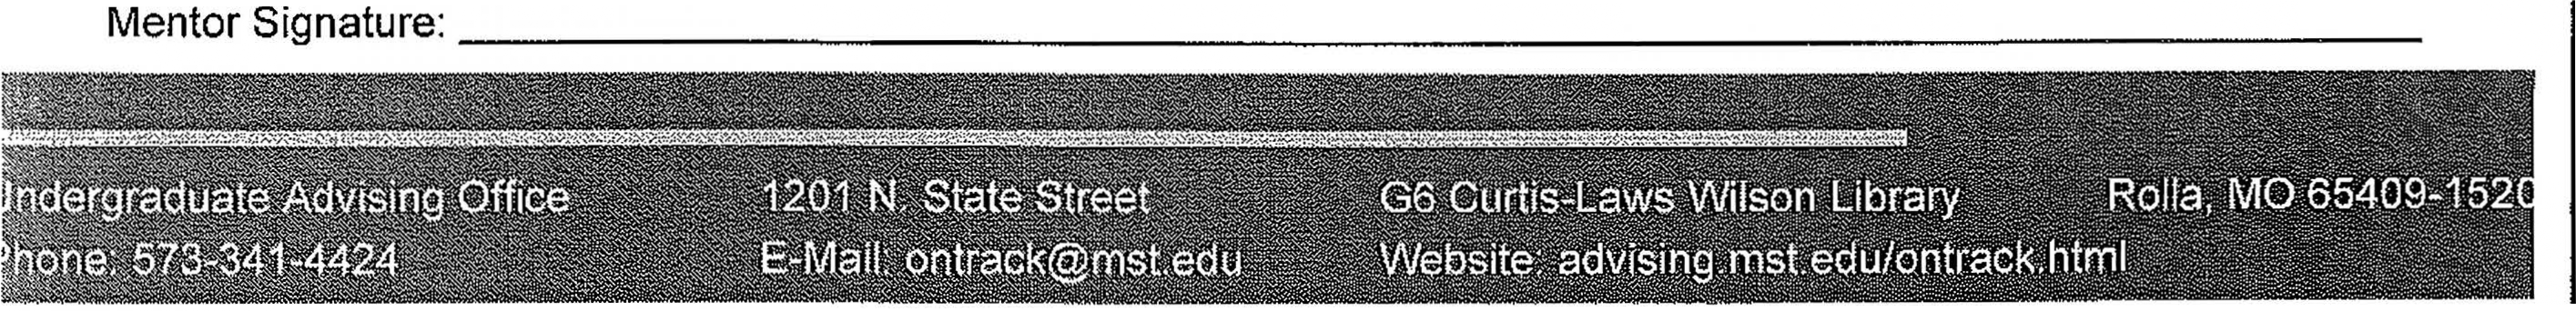 Mentor Signature:
Undergraduate Advising Office 1201 N. State Street G6 Curtis-Laws Wilson Library Rolla, MO 65409-1520
Phone: 573-341-4424 E-Mail: ontrack@mst.edu Website: advising.mst.edu/ontrack.html